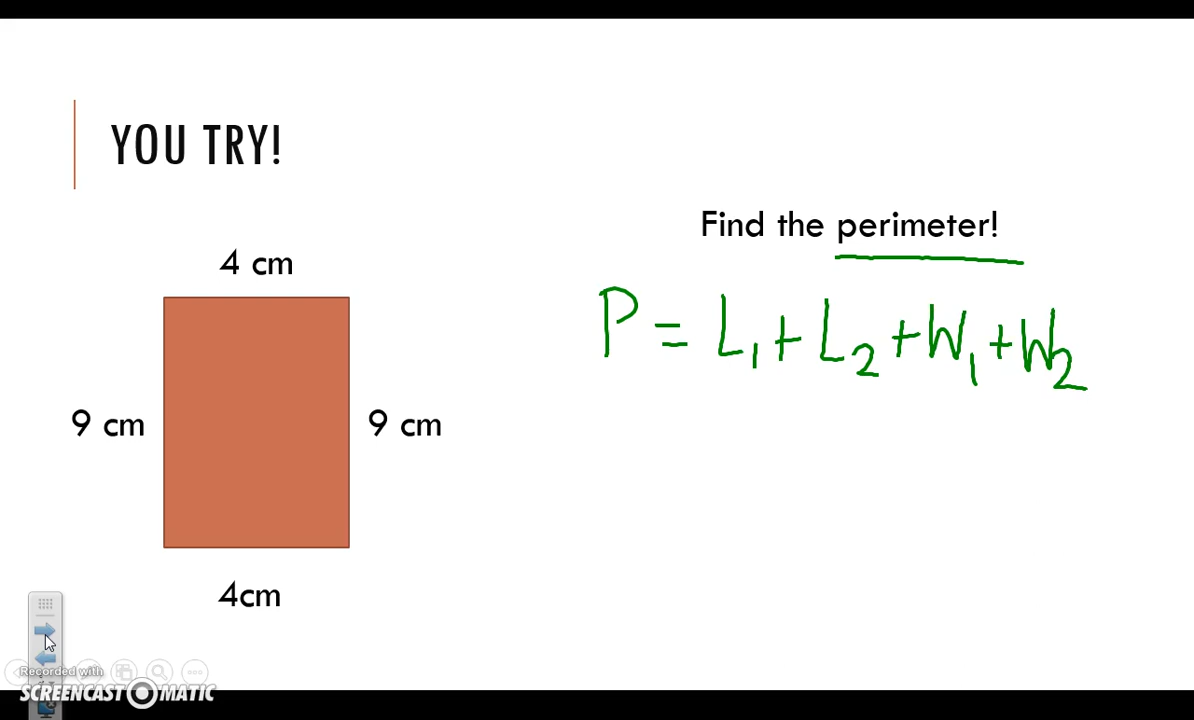 YOU TRY!
Find the perimeter!
4 cm
P = L₁ + L₂ + W₁ + W₂
9 cm
9 cm
4cm
Recorded with
SCREENCAST MATIC